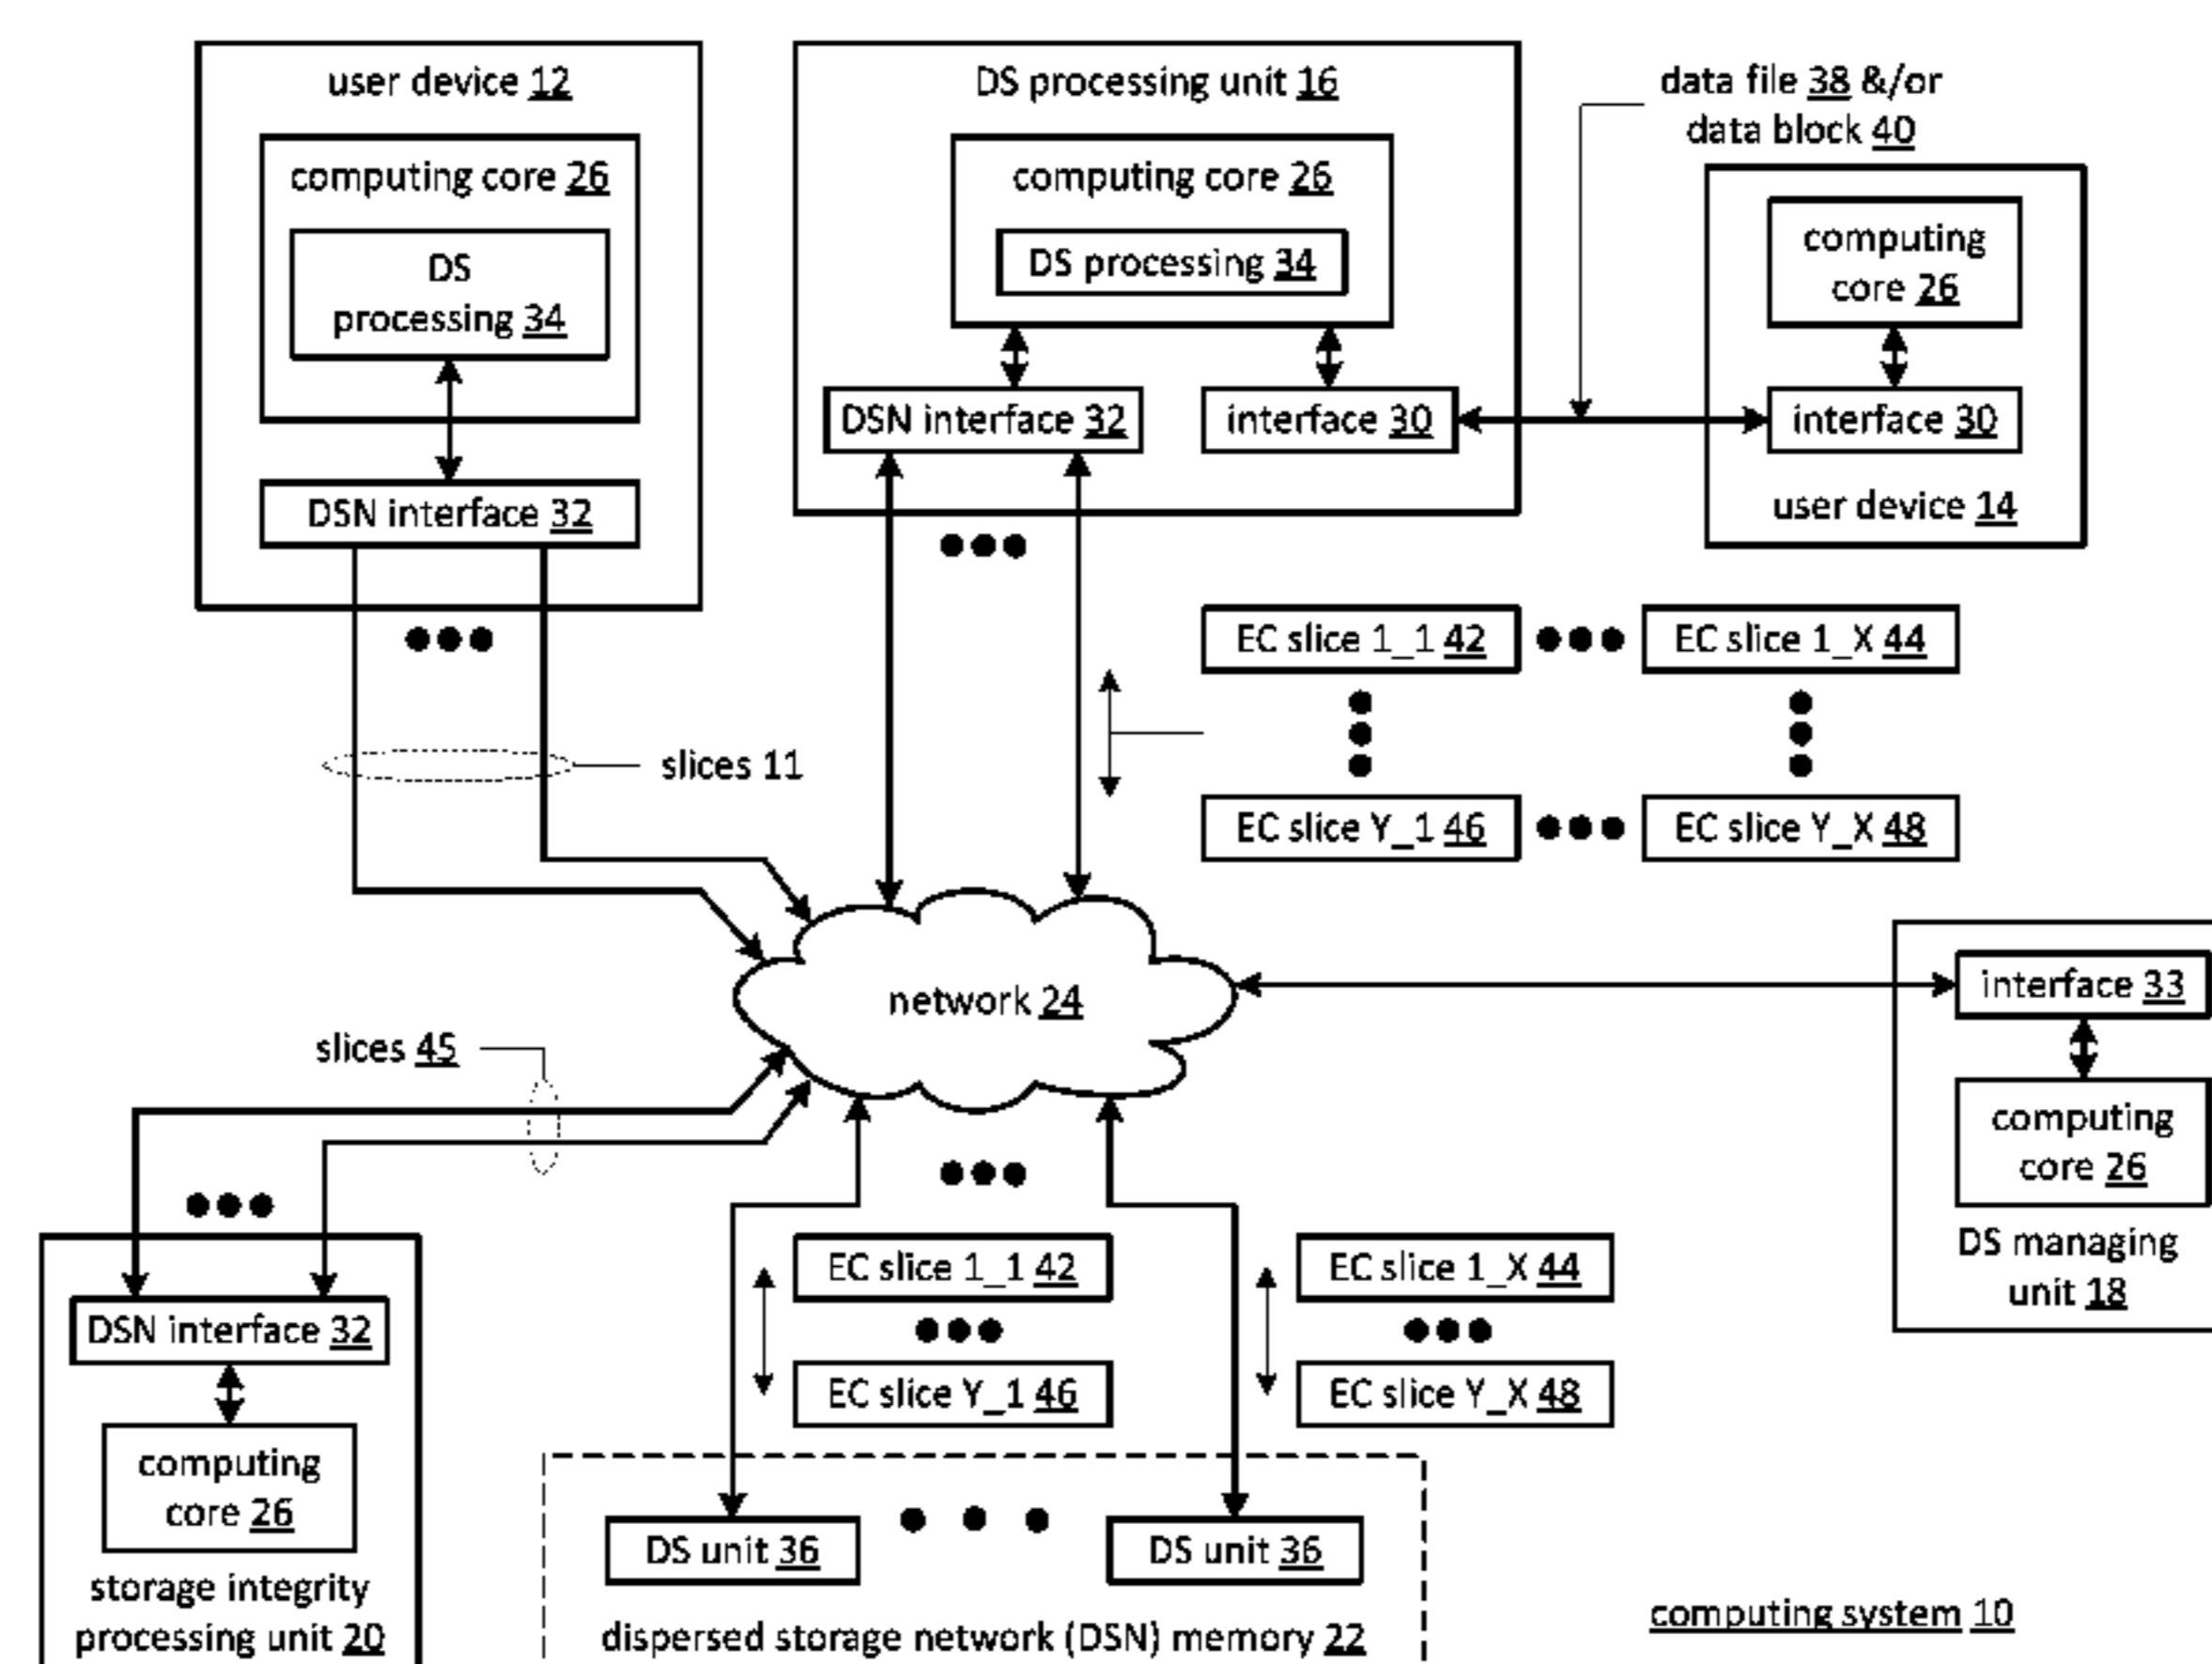 user device 12
computing core 26
DS
processing 34
DSN interface 32
DS processing unit 16
computing core 26
DS processing 34
DSN interface 32
interface 30
data file 38 &/or
data block 40
computing
core 26
interface 30
user device 14
slices 11
EC slice 1_1 42
EC slice 1_X 44
EC slice Y_1 46
EC slice Y_X 48
network 24
interface 33
computing
core 26
DS managing
unit 18
slices 45
DSN interface 32
computing
core 26
storage integrity
processing unit 20
EC slice 1_1 42
EC slice Y_1 46
EC slice 1_X 44
EC slice Y_X 48
DS unit 36
DS unit 36
dispersed storage network (DSN) memory 22
computing system 10